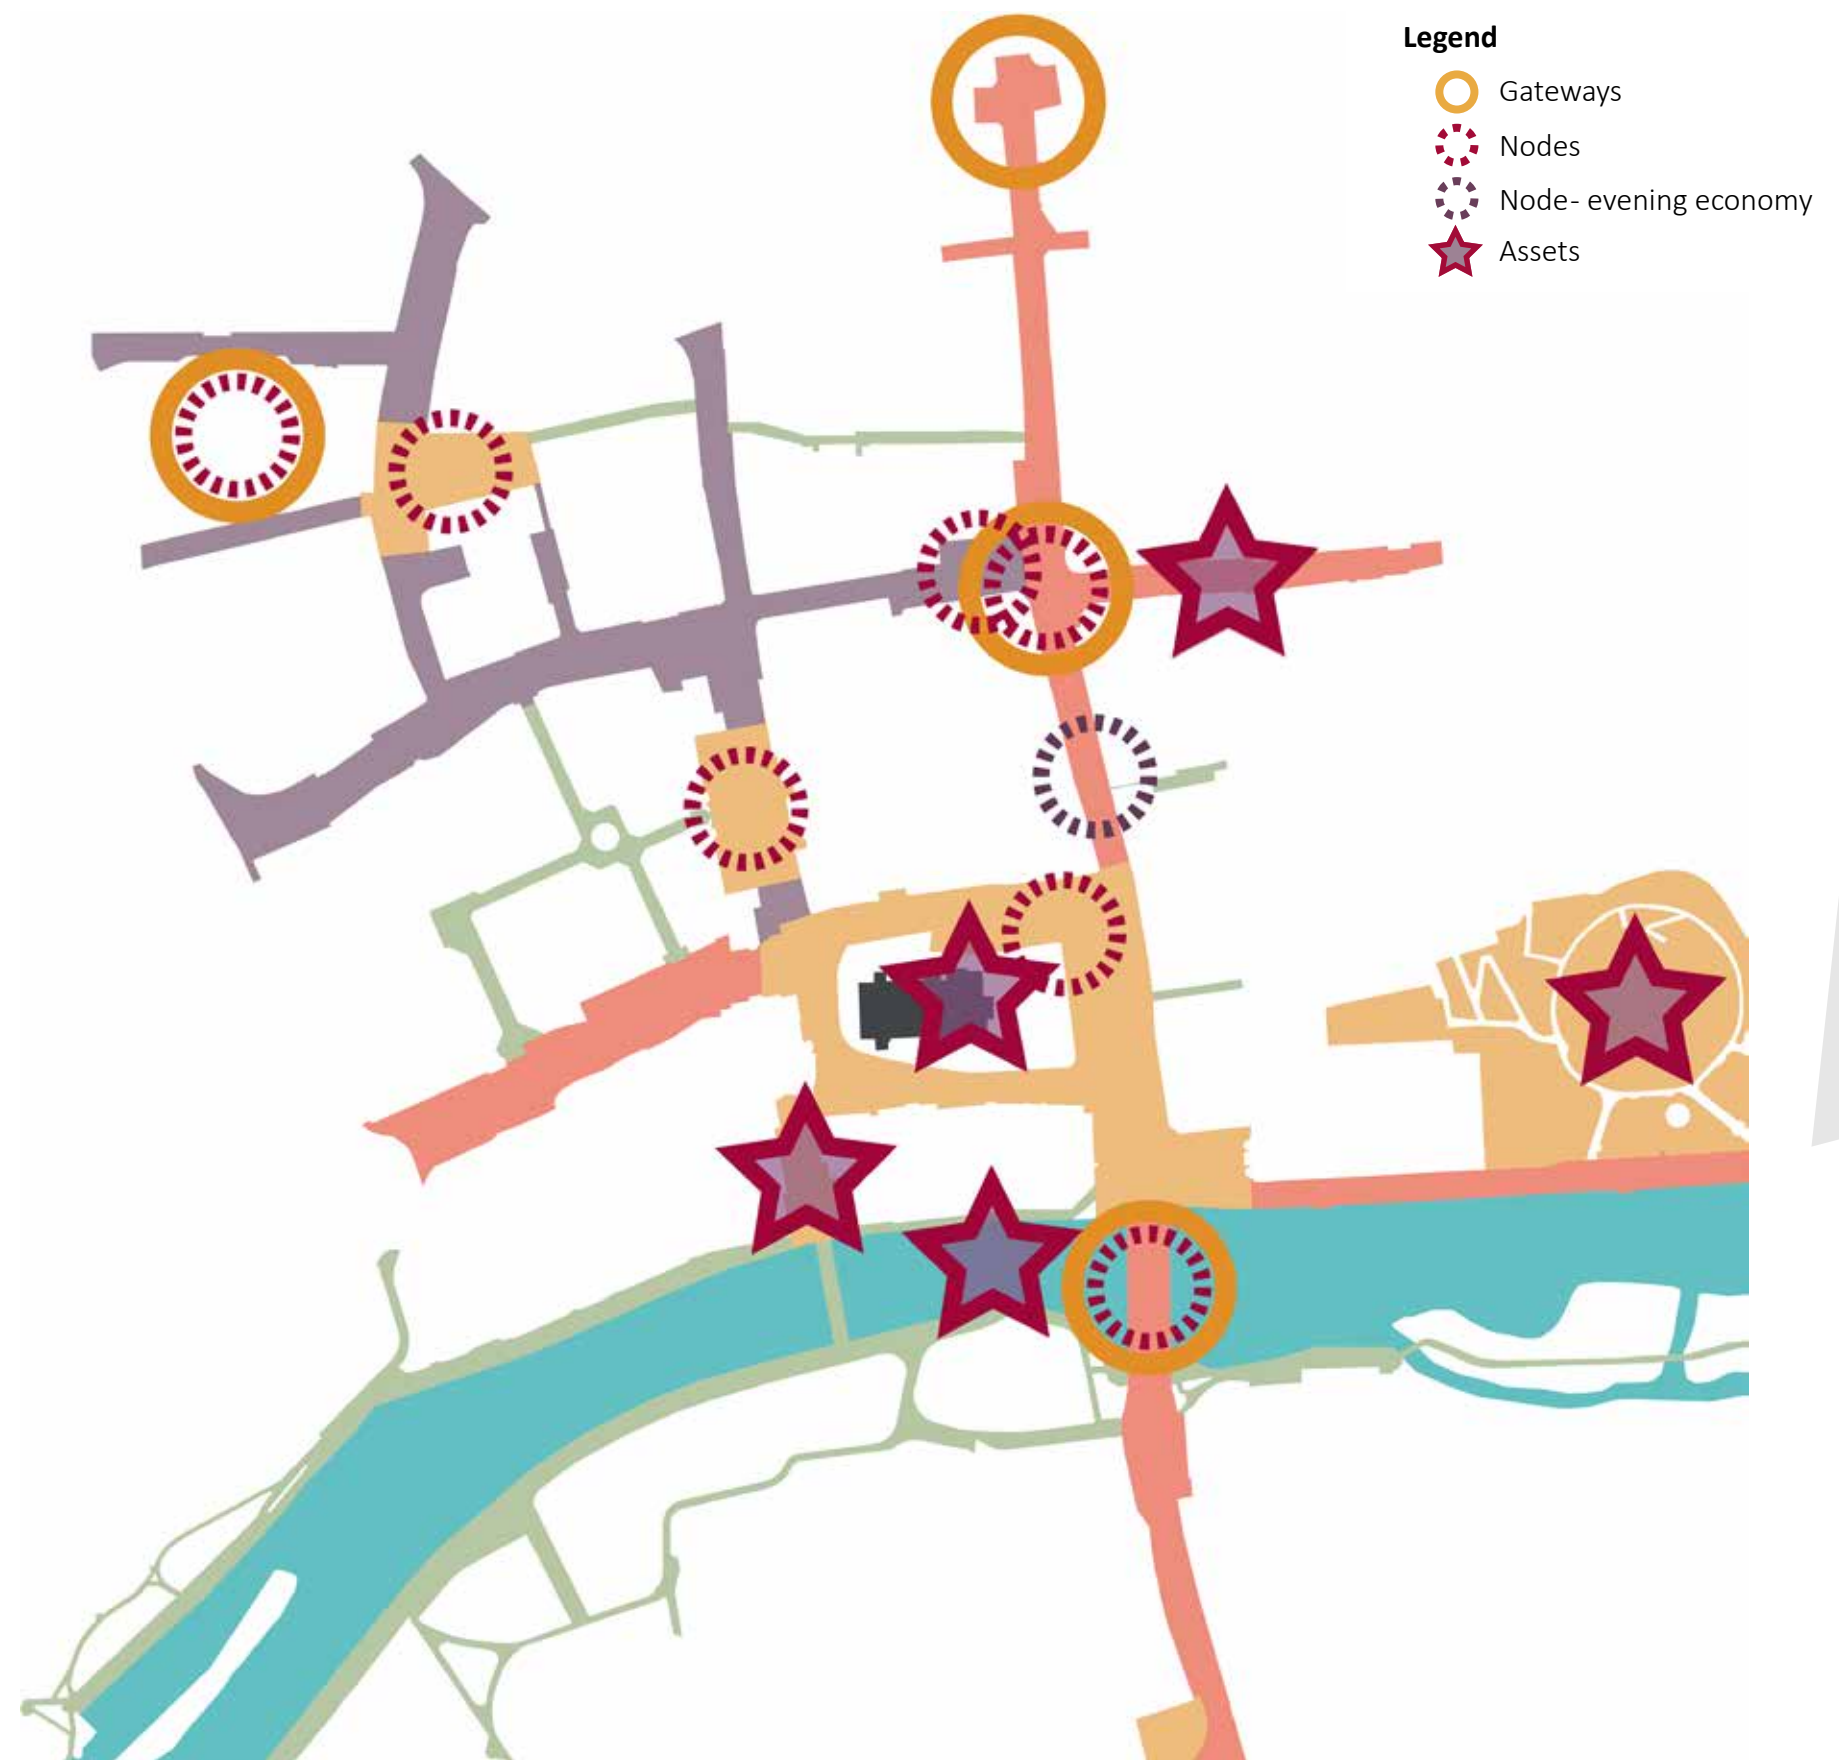 Legend
Gateways
Nodes
Node- evening economy
Assets